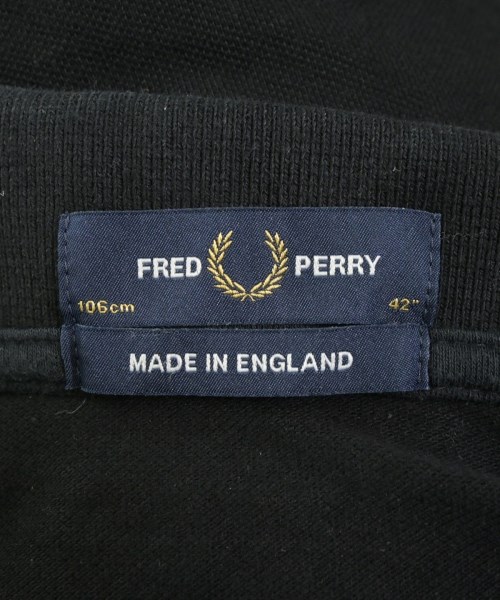 FRED PERRY
106cm 42"
MADE IN ENGLAND